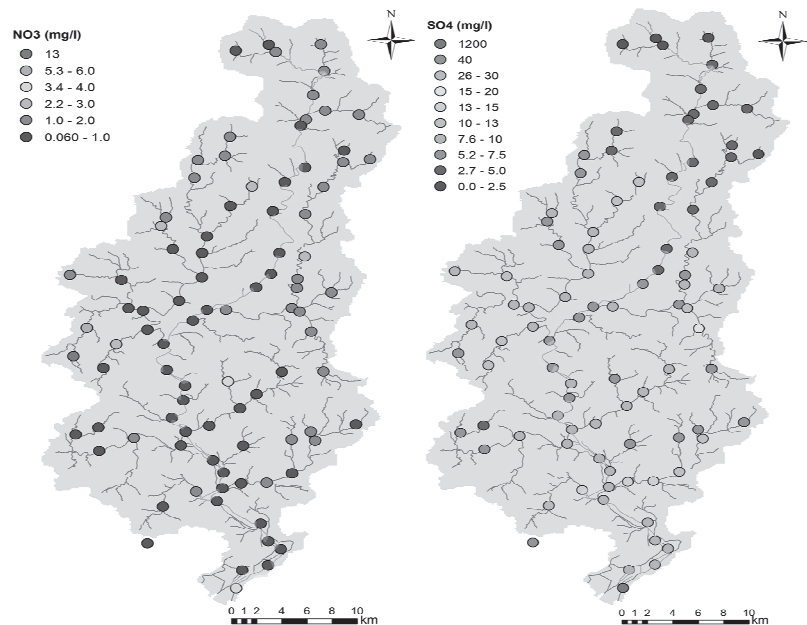 NO3 (mg/l)
13
5.3 - 6.0
3.4 - 4.0
2.2 - 3.0
1.0 - 2.0
0.060 - 1.0
N
0 1 2 4 6 8 10
km
SO4 (mg/l)
1200
40
26 - 30
15 - 20
13 - 15
10 - 13
7.6 - 10
5.2 - 7.5
2.7 - 5.0
0.0 - 2.5
N
0 1 2 4 6 8 10
km